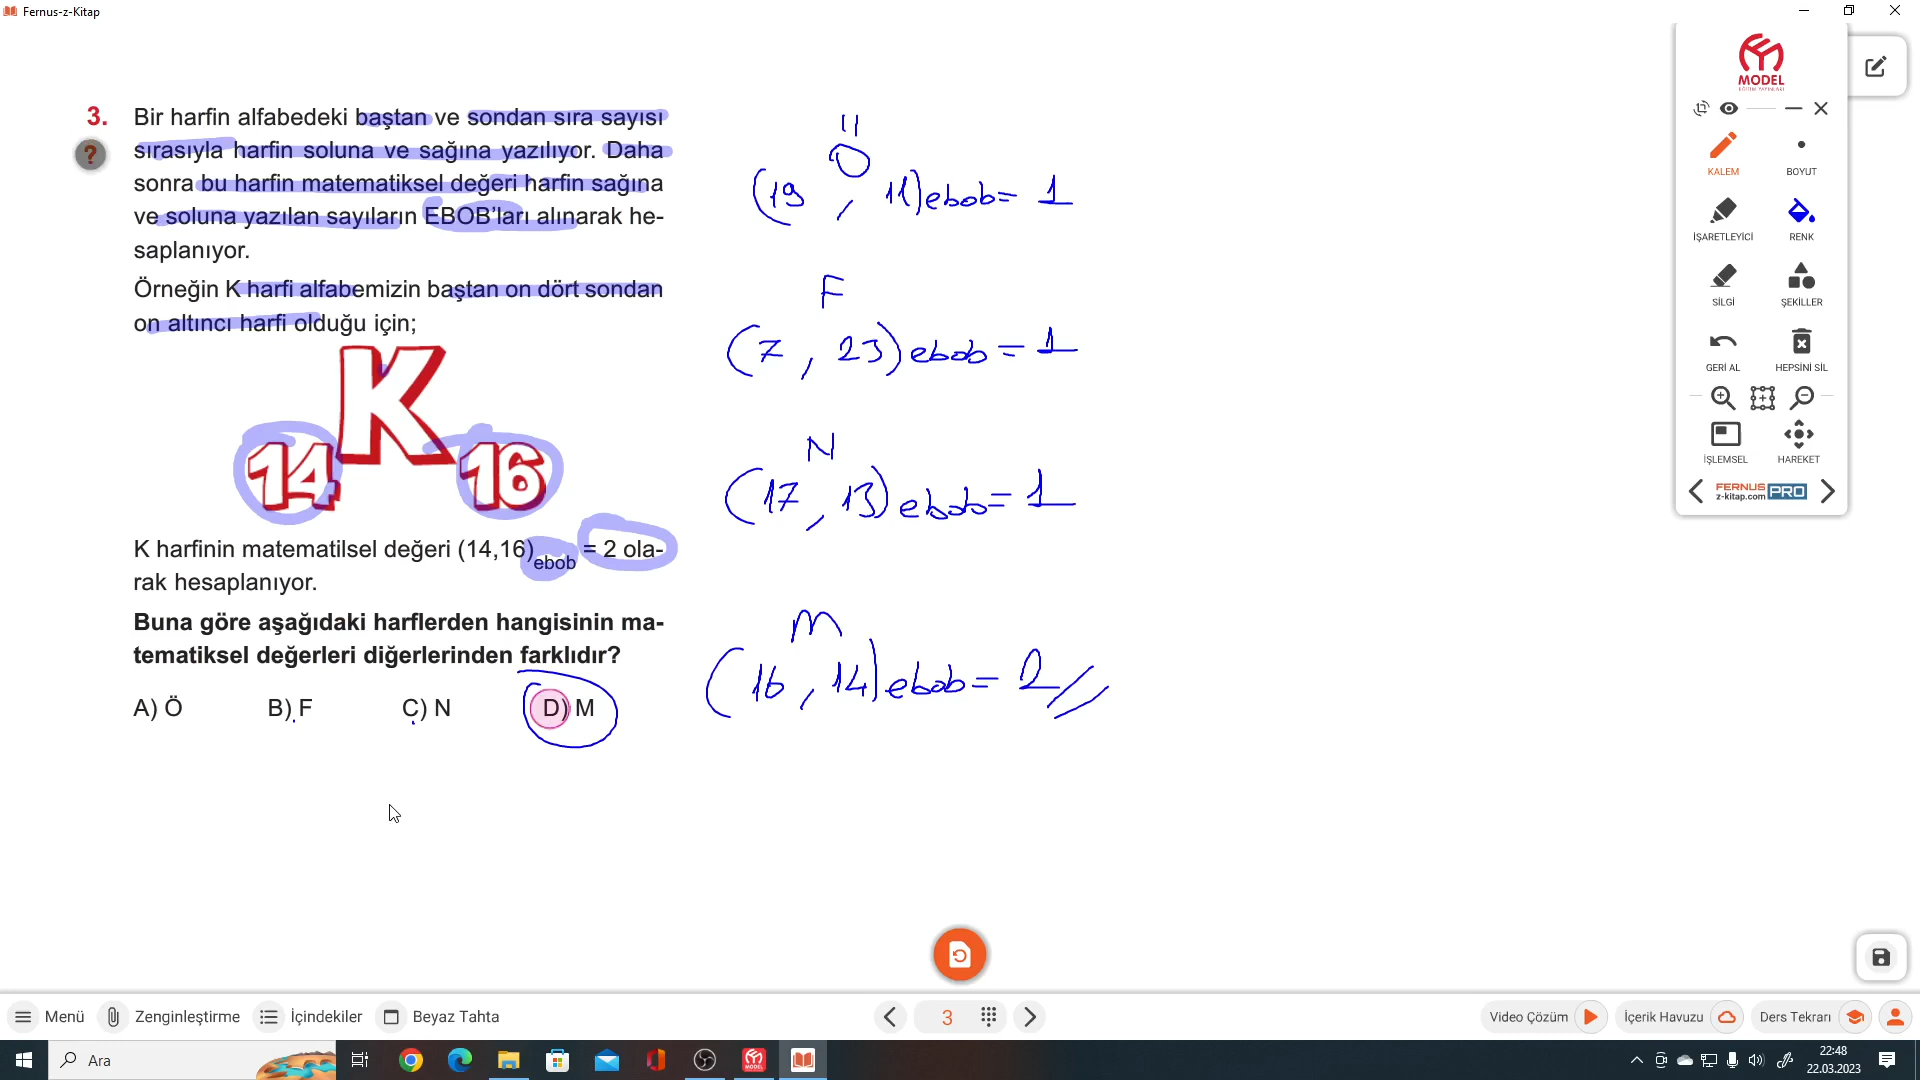 Fernus-z-Kitap
3. Bir harfin alfabedeki baştan ve sondan sıra sayısı
sırasıyla harfin soluna ve sağına yazılıyor. Daha
sonra bu harfin matematiksel değeri harfin sağına
ve soluna yazılan sayıların EBOB'ları alınarak he-
saplanıyor.
Örneğin K harfi alfabemizin baştan on dört sondan
on altıncı harfi olduğu için;
K
14 16
K harfinin matematilsel değeri (14,16)ebob = 2 ola-
rak hesaplanıyor.
Buna göre aşağıdaki harflerden hangisinin ma-
tematiksel değerleri diğerlerinden farklıdır?
A) Ö B) F C) N D) M
Ö
(19 , 11)ebob= 1
F
(7 , 23)ebob = 1
N
(17 , 13)ebob= 1
M
(16 , 14)ebob= 2
MODEL
EĞİTİM YAYINLARI
KALEM BOYUT
İŞARETLEYİCİ RENK
SİLGİ ŞEKİLLER
GERİ AL HEPSİNİ SİL
İŞLEMSEL HAREKET
FERNUS
z-kitap.com PRO
Menü Zenginleştirme İçindekiler Beyaz Tahta 3 Video Çözüm İçerik Havuzu Ders Tekrarı
Ara
MODEL
22:48
22.03.2023